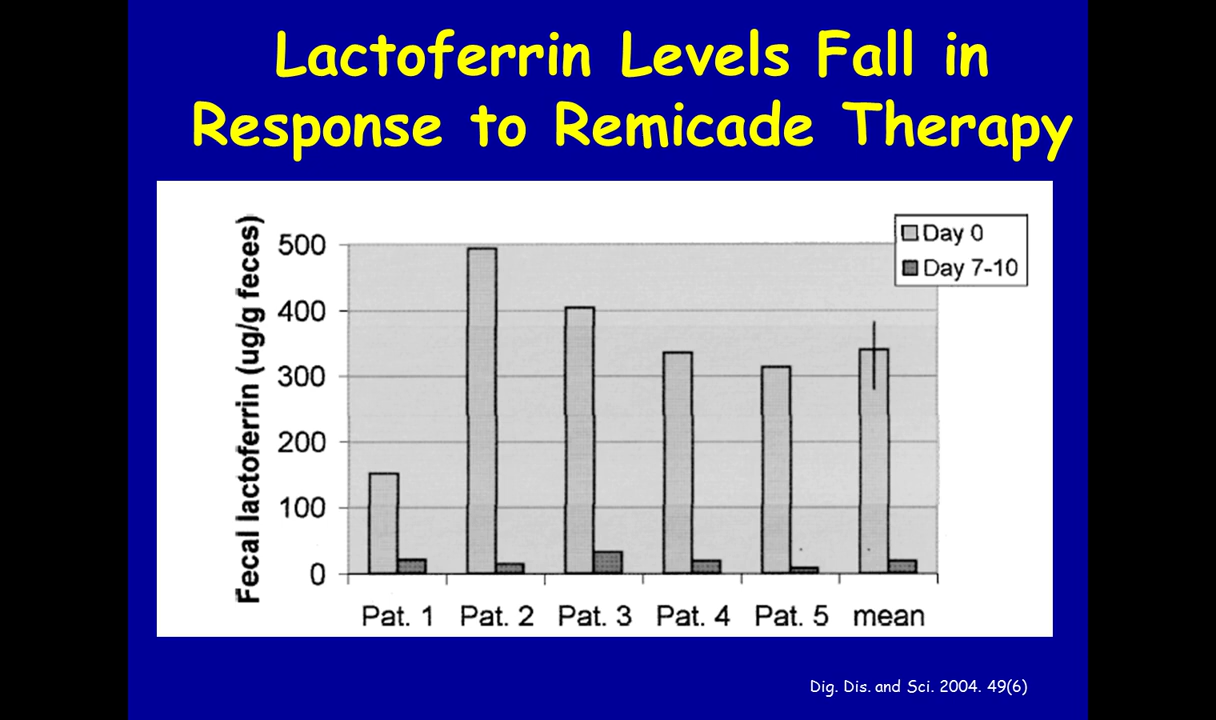 Lactoferrin Levels Fall in
Response to Remicade Therapy
Fecal lactoferrin (ug/g feces)
500
400
300
200
100
0
Day 0
Day 7-10
Pat. 1 Pat. 2 Pat. 3 Pat. 4 Pat. 5 mean
Dig. Dis. and Sci. 2004. 49(6)